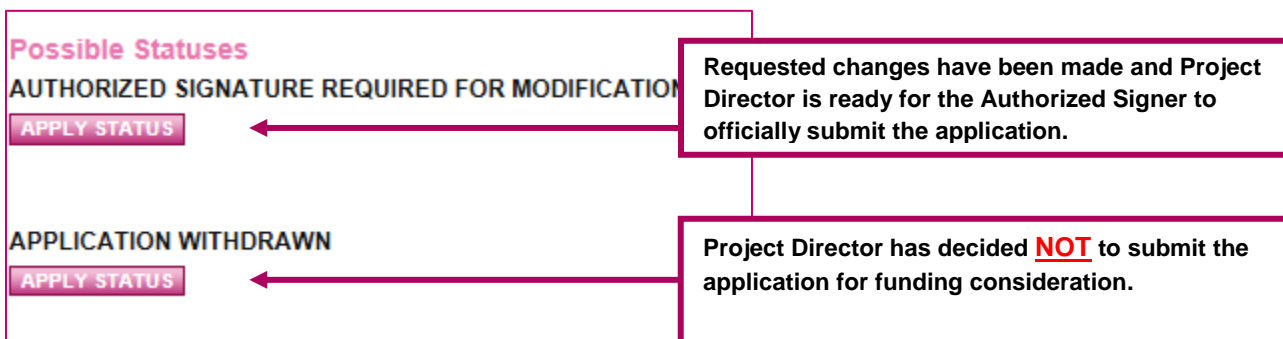 Possible Statuses
AUTHORIZED SIGNATURE REQUIRED FOR MODIFICATION
APPLY STATUS
Requested changes have been made and Project
Director is ready for the Authorized Signer to
officially submit the application.
APPLICATION WITHDRAWN
APPLY STATUS
Project Director has decided NOT to submit the
application for funding consideration.